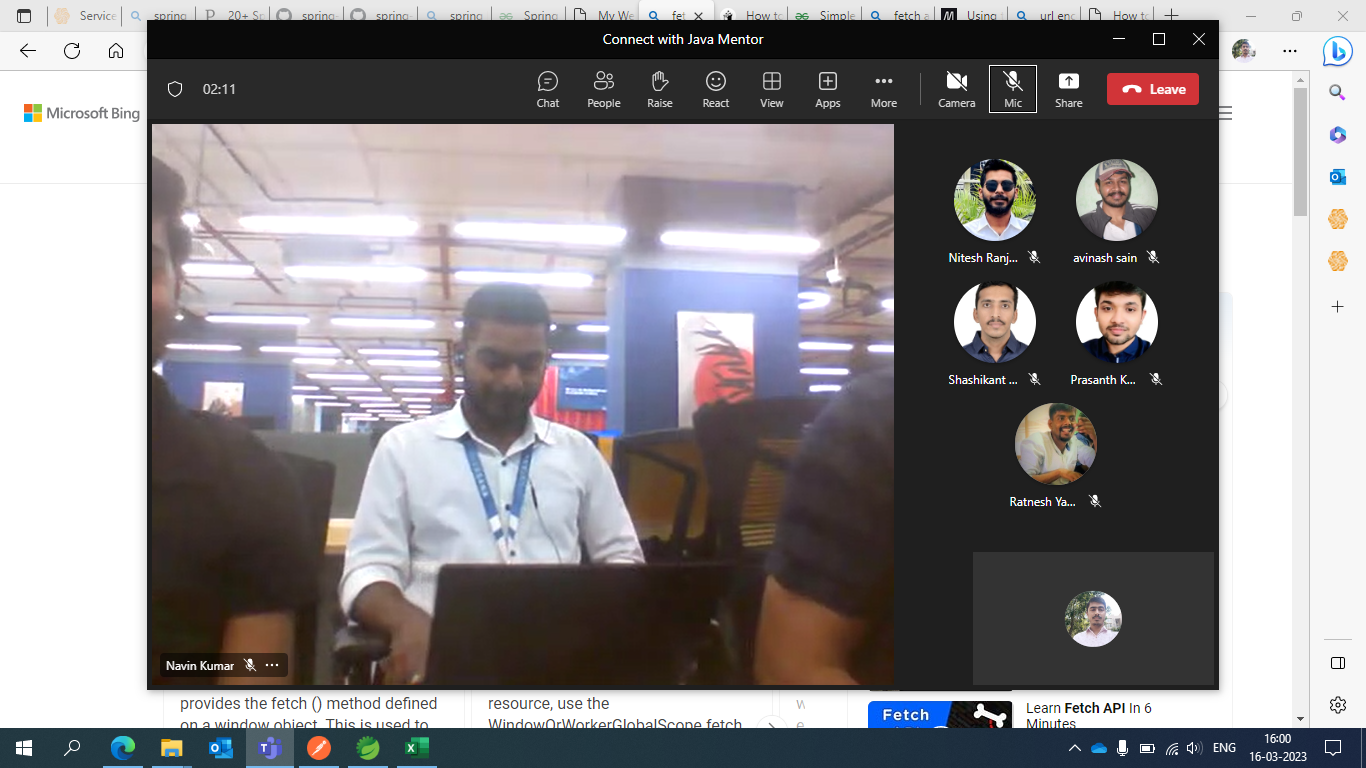 Service
spring
20+ Sp
spring-
spring-
spring
Spring
My We
fet
How to
Simple
fetch a
Using t
url enc
How to
Connect with Java Mentor
Microsoft Bing
02:11
Chat
People
Raise
React
View
Apps
More
Camera
Mic
Share
Leave
Nitesh Ranj...
avinash sain
Shashikant ...
Prasanth K...
Ratnesh Ya...
Navin Kumar
provides the fetch () method defined
on a window object. This is used to
resource, use the
WindowOrWorkerGlobalScope.fetch
Fetch
Learn Fetch API In 6
Minutes
ENG
16:00
16-03-2023